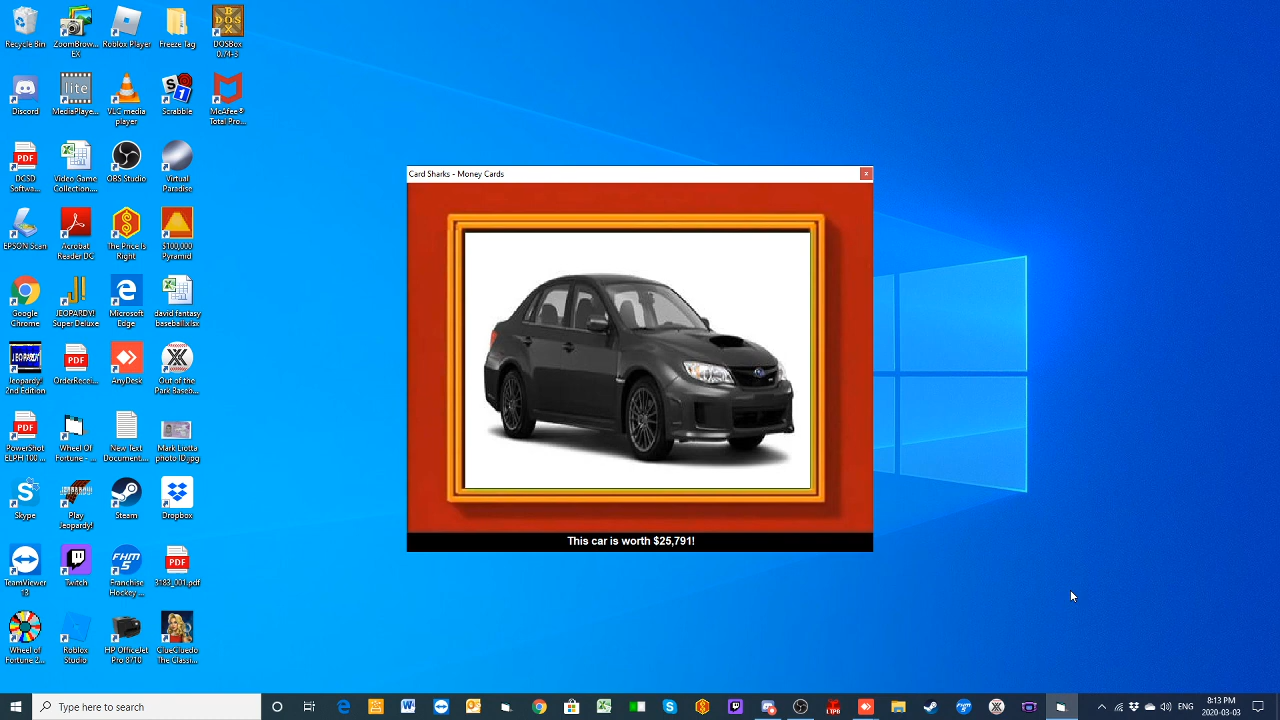 Recycle Bin
ZoomBrow...
EX
Roblox Player
Freeze Tag
DOSBox
0.74-3
Discord
MediaPlaye...
VLC media
player
Scrabble
McAfee®
Total Pro...
DCSD
Softwa...
Video Game
Collection....
OBS Studio
Virtual
Paradise
EPSON Scan
Acrobat
Reader DC
The Price Is
Right
$100,000
Pyramid
Google
Chrome
JEOPARDY!
Super Deluxe
Microsoft
Edge
david fantasy
baseball.xlsx
Jeopardy!
2nd Edition
OrderRecei...
AnyDesk
Out of the
Park Baseb...
PowerShot
ELPH 100 ...
Wheel Of
Fortune - ...
New Text
Document...
Mark Liotta
photo ID.jpg
Skype
Play
Jeopardy!
Steam
Dropbox
TeamViewer
13
Twitch
Franchise
Hockey ...
3183_001.pdf
Wheel of
Fortune 2...
Roblox
Studio
HP OfficeJet
Pro 8710
ClueCluedo
The Classi...
Card Sharks - Money Cards
This car is worth $25,791!
Type here to search
ENG
8:13 PM
2020-03-03